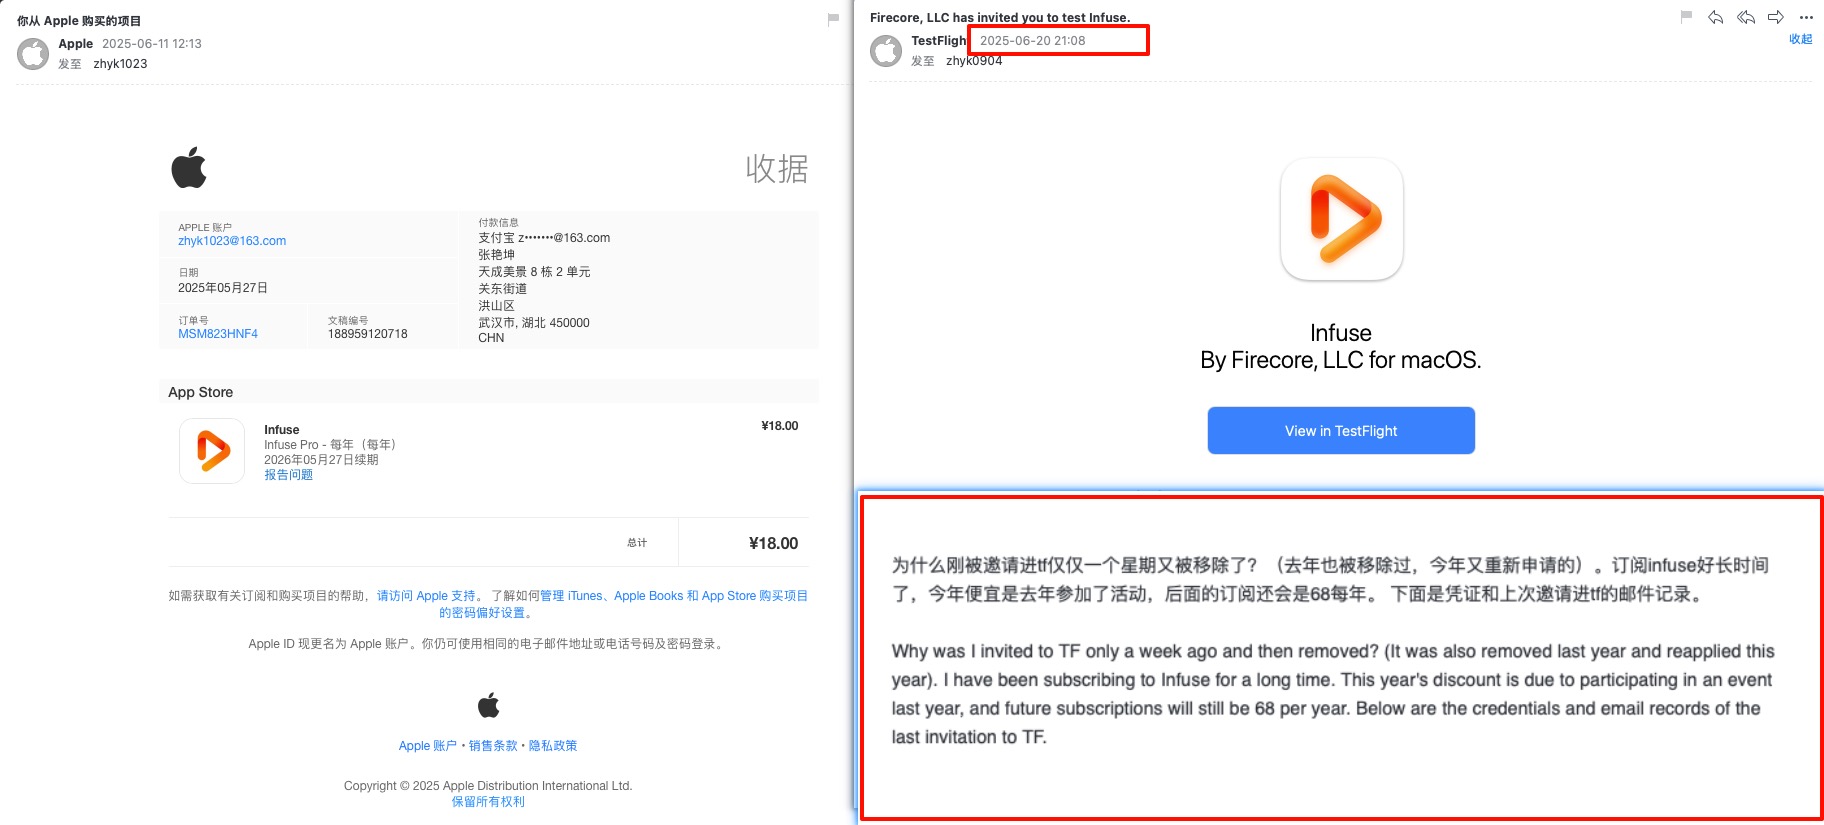 你从 Apple 购买的项目
Apple 2025-06-11 12:13
发至 zhyk1023
收据
APPLE 账户
zhyk1023@163.com
日期
2025年05月27日
订单号
MSM823HNF4
文稿编号
188959120718
付款信息
支付宝 z•••••••@163.com
张艳坤
天成美景 8 栋 2 单元
关东街道
洪山区
武汉市, 湖北 450000
CHN
App Store
Infuse
¥18.00
Infuse Pro - 每年（每年）
2026年05月27日续期
报告问题
总计
¥18.00
如需获取有关订阅和购买项目的帮助，请访问 Apple 支持。 了解如何管理 iTunes、Apple Books 和 App Store 购买项目
的密码偏好设置。
Apple ID 现更名为 Apple 账户。你仍可使用相同的电子邮件地址或电话号码及密码登录。
Apple 账户 • 销售条款 • 隐私政策
Copyright © 2025 Apple Distribution International Ltd.
保留所有权利
Firecore, LLC has invited you to test Infuse.
TestFligh 2025-06-20 21:08
收起
发至 zhyk0904
Infuse
By Firecore, LLC for macOS.
View in TestFlight
为什么刚被邀请进tf仅仅一个星期又被移除了？（去年也被移除过，今年又重新申请的）。订阅infuse好长时间
了，今年便宜是去年参加了活动，后面的订阅还会是68每年。 下面是凭证和上次邀请进tf的邮件记录。
Why was I invited to TF only a week ago and then removed? (It was also removed last year and reapplied this
year). I have been subscribing to Infuse for a long time. This year's discount is due to participating in an event
last year, and future subscriptions will still be 68 per year. Below are the credentials and email records of the
last invitation to TF.